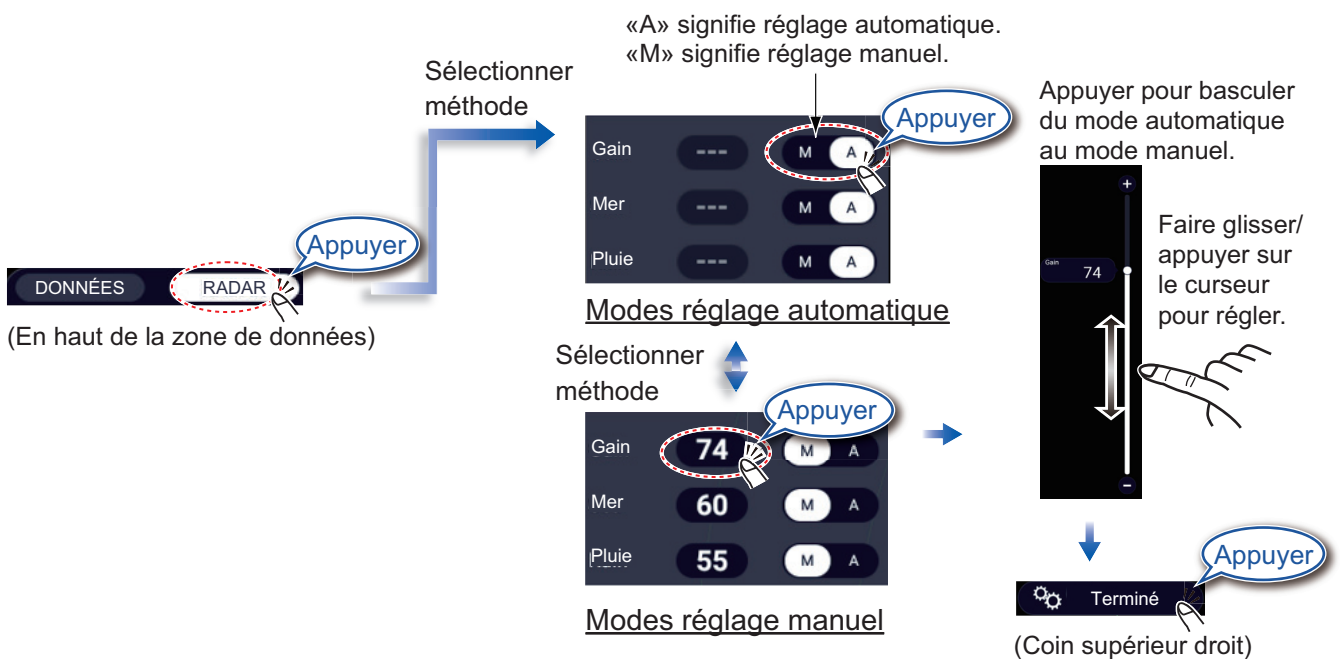 «A» signifie réglage automatique.
«M» signifie réglage manuel.
Sélectionner
méthode
Appuyer
Gain
---
M A
Mer
---
M A
Pluie
---
M A
Modes réglage automatique
Appuyer
DONNÉES RADAR
(En haut de la zone de données)
Sélectionner
méthode
Appuyer
Gain 74 M A
Mer 60 M A
Pluie 55 M A
Modes réglage manuel
Appuyer pour basculer
du mode automatique
au mode manuel.
+
Gain 74
-
Faire glisser/
appuyer sur
le curseur
pour régler.
Appuyer
Terminé
(Coin supérieur droit)